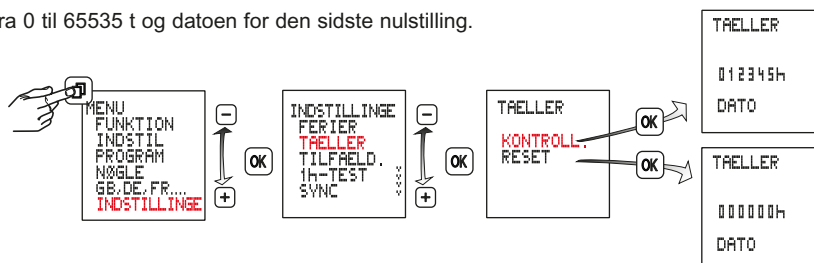 ra 0 til 65535 t og datoen for den sidste nulstilling.
MENU
FUNKTION
INDSTIL
PROGRAM
NØGLE
GB,DE,FR....
INDSTILLINGE
−
OK
+
INDSTILLINGE
FERIER
TAELLER
TILFAELD.
1h-TEST
SYNC
−
OK
+
TAELLER
KONTROLL.
RESET
OK
OK
TAELLER
012345h
DATO
TAELLER
000000h
DATO